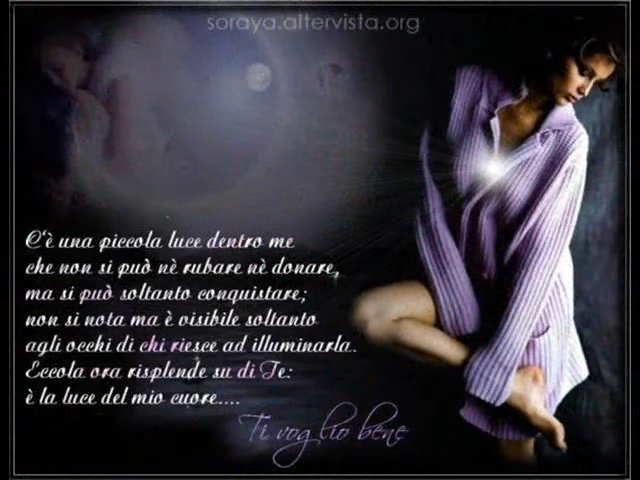 soraya.altervista.org
C'è una piccola luce dentro me
che non si può nè rubare nè donare,
ma si può soltanto conquistare;
non si nota ma è visibile soltanto
agli occhi di chi riesce ad illuminarla.
Eccola ora risplende su di Te:
è la luce del mio cuore....
Ti voglio bene